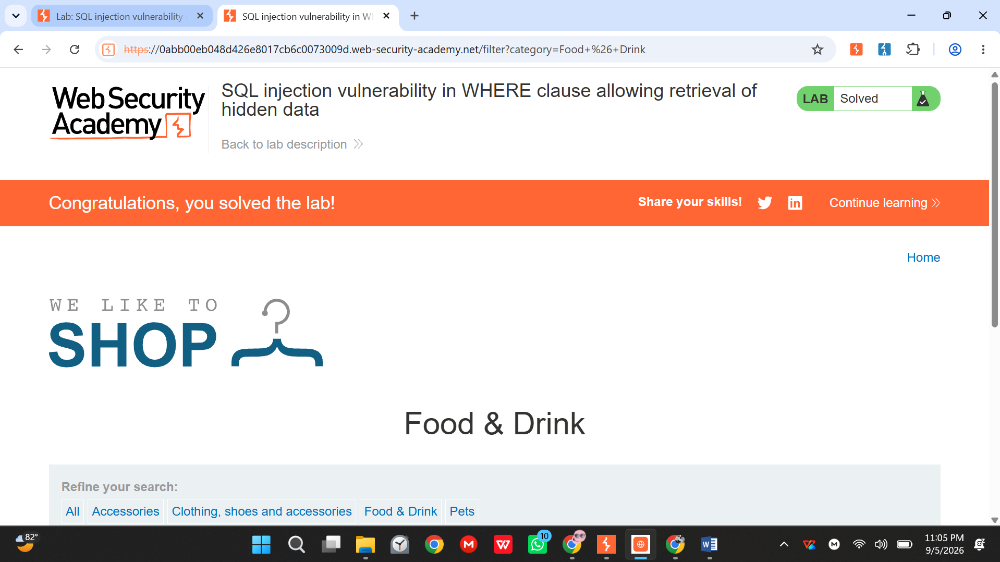 Lab: SQL injection vulnerability
SQL injection vulnerability in W
https://0abb00eb048d426e8017cb6c0073009d.web-security-academy.net/filter?category=Food+%26+Drink
Web Security
Academy
SQL injection vulnerability in WHERE clause allowing retrieval of
hidden data
Back to lab description
LAB Solved
Congratulations, you solved the lab!
Share your skills!
Continue learning
Home
WE LIKE TO
SHOP
Food & Drink
Refine your search:
All Accessories Clothing, shoes and accessories Food & Drink Pets
82°
10
11:05 PM
9/5/2026